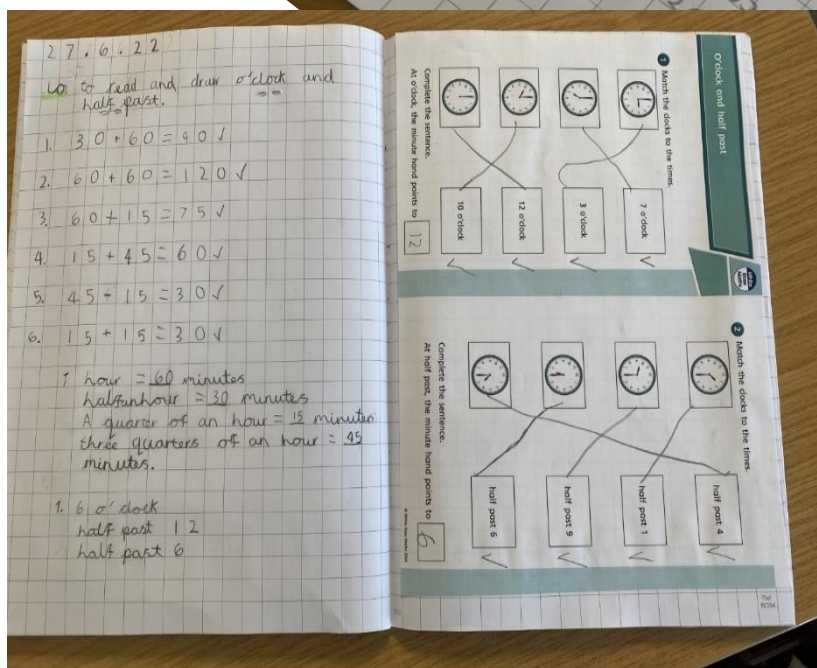 27.6.22
LO: to read and draw o'clock and
half past.
1. 30+60=90✓
2. 60+60=120✓
3. 60+15=75✓
4. 15+45=60✓
5. 45-15=30✓
6. 15+15=30✓
1 hour = 60 minutes
halfanhour = 30 minutes
A quarer of an hour = 15 minutes
three quarters of an hour = 45
minutes.
1. 6 o'clock
half past 12
half past 6
O'clock and half past
1 Match the clocks to the times.
7 o'clock
3 o'clock
12 o'clock
10 o'clock
Complete the sentence.
At o'clock, the minute hand points to 12
2 Match the clocks to the times.
half past 4
half past 1
half past 9
half past 6
Complete the sentence.
At half past, the minute hand points to 6